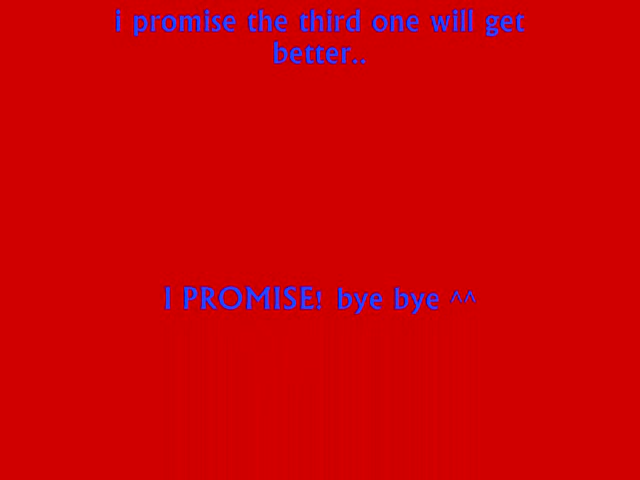 i promise the third one will get
better..
I PROMISE! bye bye ^^